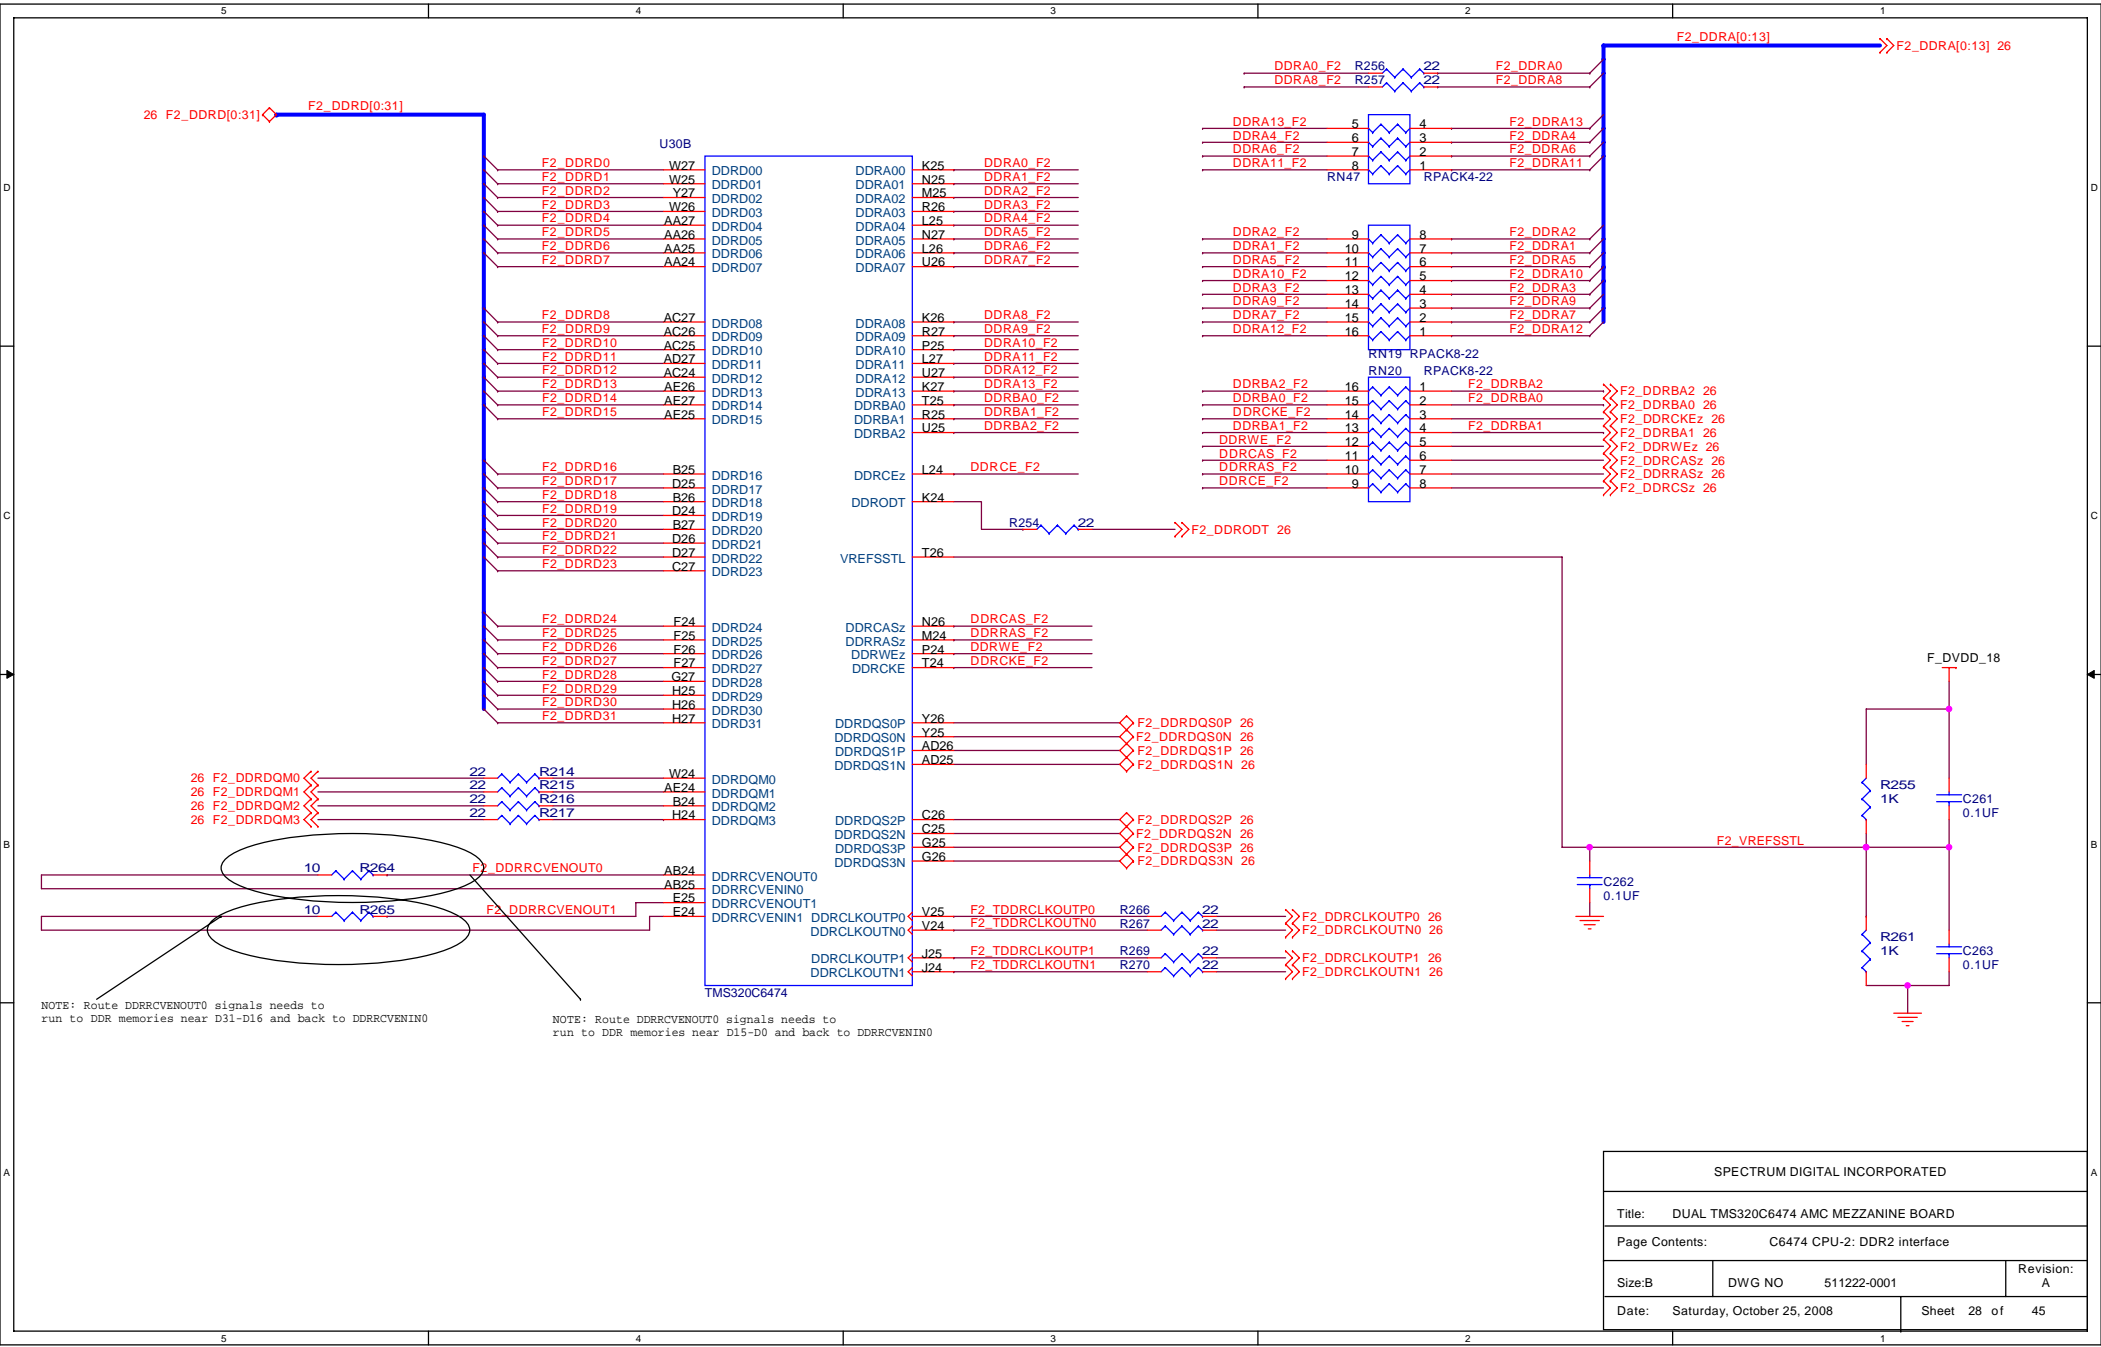 5 4 3 2 1
F2_DDRA[0:13]
F2_DDRA[0:13] 26
DDRA0_F2 R256 22 F2_DDRA0
DDRA8_F2 R257 22 F2_DDRA8
26 F2_DDRD[0:31] F2_DDRD[0:31]
DDRA13_F2 5 4 F2_DDRA13
DDRA4_F2 6 3 F2_DDRA4
DDRA6_F2 7 2 F2_DDRA6
DDRA11_F2 8 1 F2_DDRA11
RN47 RPACK4-22
DDRA2_F2 9 8 F2_DDRA2
DDRA1_F2 10 7 F2_DDRA1
DDRA5_F2 11 6 F2_DDRA5
DDRA10_F2 12 5 F2_DDRA10
DDRA3_F2 13 4 F2_DDRA3
DDRA9_F2 14 3 F2_DDRA9
DDRA7_F2 15 2 F2_DDRA7
DDRA12_F2 16 1 F2_DDRA12
RN19 RPACK8-22
RN20 RPACK8-22
DDRBA2_F2 16 1 F2_DDRBA2 F2_DDRBA2 26
DDRBA0_F2 15 2 F2_DDRBA0 F2_DDRBA0 26
DDRCKE_F2 14 3 F2_DDRCKEz 26
DDRBA1_F2 13 4 F2_DDRBA1 F2_DDRBA1 26
DDRWE_F2 12 5 F2_DDRWEz 26
DDRCAS_F2 11 6 F2_DDRCASz 26
DDRRAS_F2 10 7 F2_DDRRASz 26
DDRCE_F2 9 8 F2_DDRCSz 26
U30B
F2_DDRD0 W27 DDRD00 DDRA00 K25 DDRA0_F2
F2_DDRD1 W25 DDRD01 DDRA01 N25 DDRA1_F2
F2_DDRD2 Y27 DDRD02 DDRA02 M25 DDRA2_F2
F2_DDRD3 W26 DDRD03 DDRA03 R26 DDRA3_F2
F2_DDRD4 AA27 DDRD04 DDRA04 L25 DDRA4_F2
F2_DDRD5 AA26 DDRD05 DDRA05 N27 DDRA5_F2
F2_DDRD6 AA25 DDRD06 DDRA06 L26 DDRA6_F2
F2_DDRD7 AA24 DDRD07 DDRA07 U26 DDRA7_F2
F2_DDRD8 AC27 DDRD08 DDRA08 K26 DDRA8_F2
F2_DDRD9 AC26 DDRD09 DDRA09 R27 DDRA9_F2
F2_DDRD10 AC25 DDRD10 DDRA10 P25 DDRA10_F2
F2_DDRD11 AD27 DDRD11 DDRA11 L27 DDRA11_F2
F2_DDRD12 AC24 DDRD12 DDRA12 U27 DDRA12_F2
F2_DDRD13 AE26 DDRD13 DDRA13 K27 DDRA13_F2
F2_DDRD14 AE27 DDRD14 DDRBA0 T25 DDRBA0_F2
F2_DDRD15 AE25 DDRD15 DDRBA1 R25 DDRBA1_F2
DDRBA2 U25 DDRBA2_F2
F2_DDRD16 B25 DDRD16 DDRCEz L24 DDRCE_F2
F2_DDRD17 D25 DDRD17
F2_DDRD18 B26 DDRD18 DDRODT K24
F2_DDRD19 D24 DDRD19
F2_DDRD20 B27 DDRD20 R254 22 F2_DDRODT 26
F2_DDRD21 D26 DDRD21
F2_DDRD22 D27 DDRD22 VREFSSTL T26
F2_DDRD23 C27 DDRD23
F2_DDRD24 F24 DDRD24 DDRCASz N26 DDRCAS_F2
F2_DDRD25 F25 DDRD25 DDRRASz M24 DDRRAS_F2
F2_DDRD26 F26 DDRD26 DDRWEz P24 DDRWE_F2
F2_DDRD27 F27 DDRD27 DDRCKE T24 DDRCKE_F2
F2_DDRD28 G27 DDRD28
F2_DDRD29 H25 DDRD29
F2_DDRD30 H26 DDRD30
F2_DDRD31 H27 DDRD31
DDRDQS0P Y26 F2_DDRDQS0P 26
DDRDQS0N Y25 F2_DDRDQS0N 26
DDRDQS1P AD26 F2_DDRDQS1P 26
DDRDQS1N AD25 F2_DDRDQS1N 26
26 F2_DDRDQM0 22 R214 W24 DDRDQM0
26 F2_DDRDQM1 22 R215 AE24 DDRDQM1
26 F2_DDRDQM2 22 R216 B24 DDRDQM2
26 F2_DDRDQM3 22 R217 H24 DDRDQM3
DDRDQS2P C26 F2_DDRDQS2P 26
DDRDQS2N C25 F2_DDRDQS2N 26
DDRDQS3P G25 F2_DDRDQS3P 26
DDRDQS3N G26 F2_DDRDQS3N 26
10 R264 F2_DDRRCVENOUT0 AB24 DDRRCVENOUT0
AB25 DDRRCVENIN0
10 R265 F2_DDRRCVENOUT1 E25 DDRRCVENOUT1
E24 DDRRCVENIN1
DDRCLKOUTP0 V25 F2_TDDRCLKOUTP0 R266 22 F2_DDRCLKOUTP0 26
DDRCLKOUTN0 V24 F2_TDDRCLKOUTN0 R267 22 F2_DDRCLKOUTN0 26
DDRCLKOUTP1 J25 F2_TDDRCLKOUTP1 R269 22 F2_DDRCLKOUTP1 26
DDRCLKOUTN1 J24 F2_TDDRCLKOUTN1 R270 22 F2_DDRCLKOUTN1 26
TMS320C6474
F_DVDD_18
R255
1K
C261
0.1UF
F2_VREFSSTL
C262
0.1UF
R261
1K
C263
0.1UF
NOTE: Route DDRRCVENOUT0 signals needs to
run to DDR memories near D31-D16 and back to DDRRCVENIN0
NOTE: Route DDRRCVENOUT0 signals needs to
run to DDR memories near D15-D0 and back to DDRRCVENIN0
D D
C C
B B
A A
SPECTRUM DIGITAL INCORPORATED
Title: DUAL TMS320C6474 AMC MEZZANINE BOARD
Page Contents: C6474 CPU-2: DDR2 interface
Size:B DWG NO 511222-0001 Revision:
A
Date: Saturday, October 25, 2008 Sheet 28 of 45
5 4 3 2 1